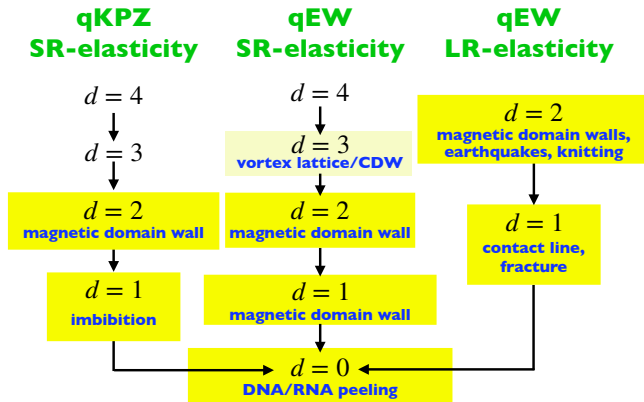 qKPZ
SR-elasticity
d = 4
d = 3
d = 2
magnetic domain wall
d = 1
imbibition
qEW
SR-elasticity
d = 4
d = 3
vortex lattice/CDW
d = 2
magnetic domain wall
d = 1
magnetic domain wall
d = 0
DNA/RNA peeling
qEW
LR-elasticity
d = 2
magnetic domain walls,
earthquakes, knitting
d = 1
contact line,
fracture